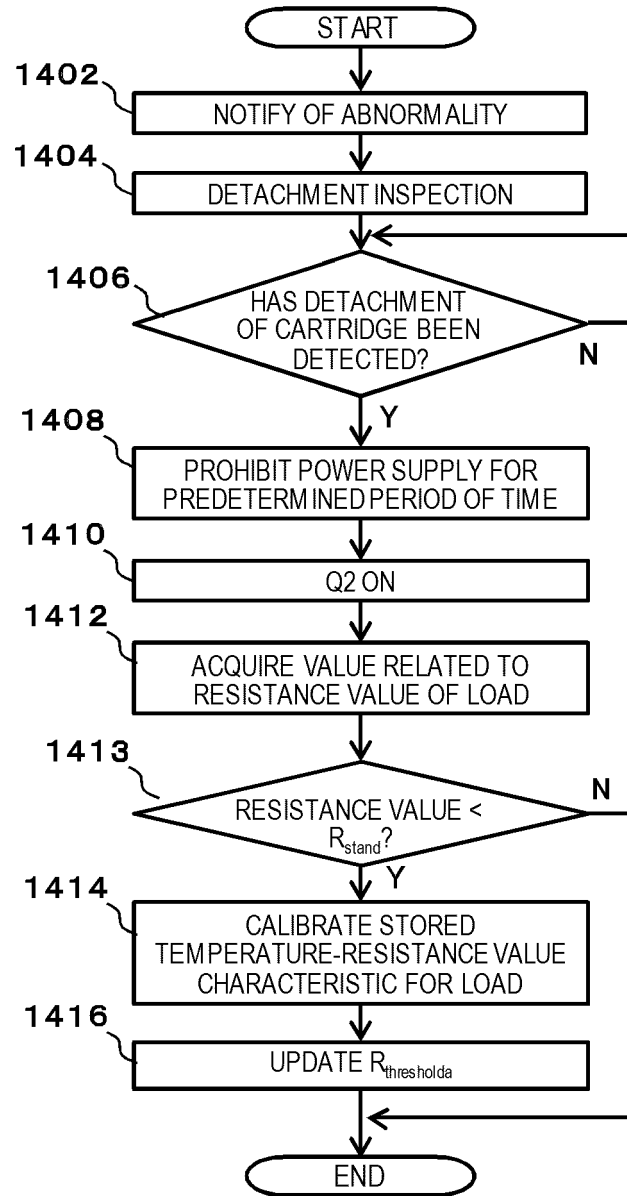 START
1402
NOTIFY OF ABNORMALITY
1404
DETACHMENT INSPECTION
1406
HAS DETACHMENT
OF CARTRIDGE BEEN
DETECTED?
N
Y
1408
PROHIBIT POWER SUPPLY FOR
PREDETERMINED PERIOD OF TIME
1410
Q2 ON
1412
ACQUIRE VALUE RELATED TO
RESISTANCE VALUE OF LOAD
1413
RESISTANCE VALUE <
Rstand?
N
Y
1414
CALIBRATE STORED
TEMPERATURE-RESISTANCE VALUE
CHARACTERISTIC FOR LOAD
1416
UPDATE Rthresholda
END